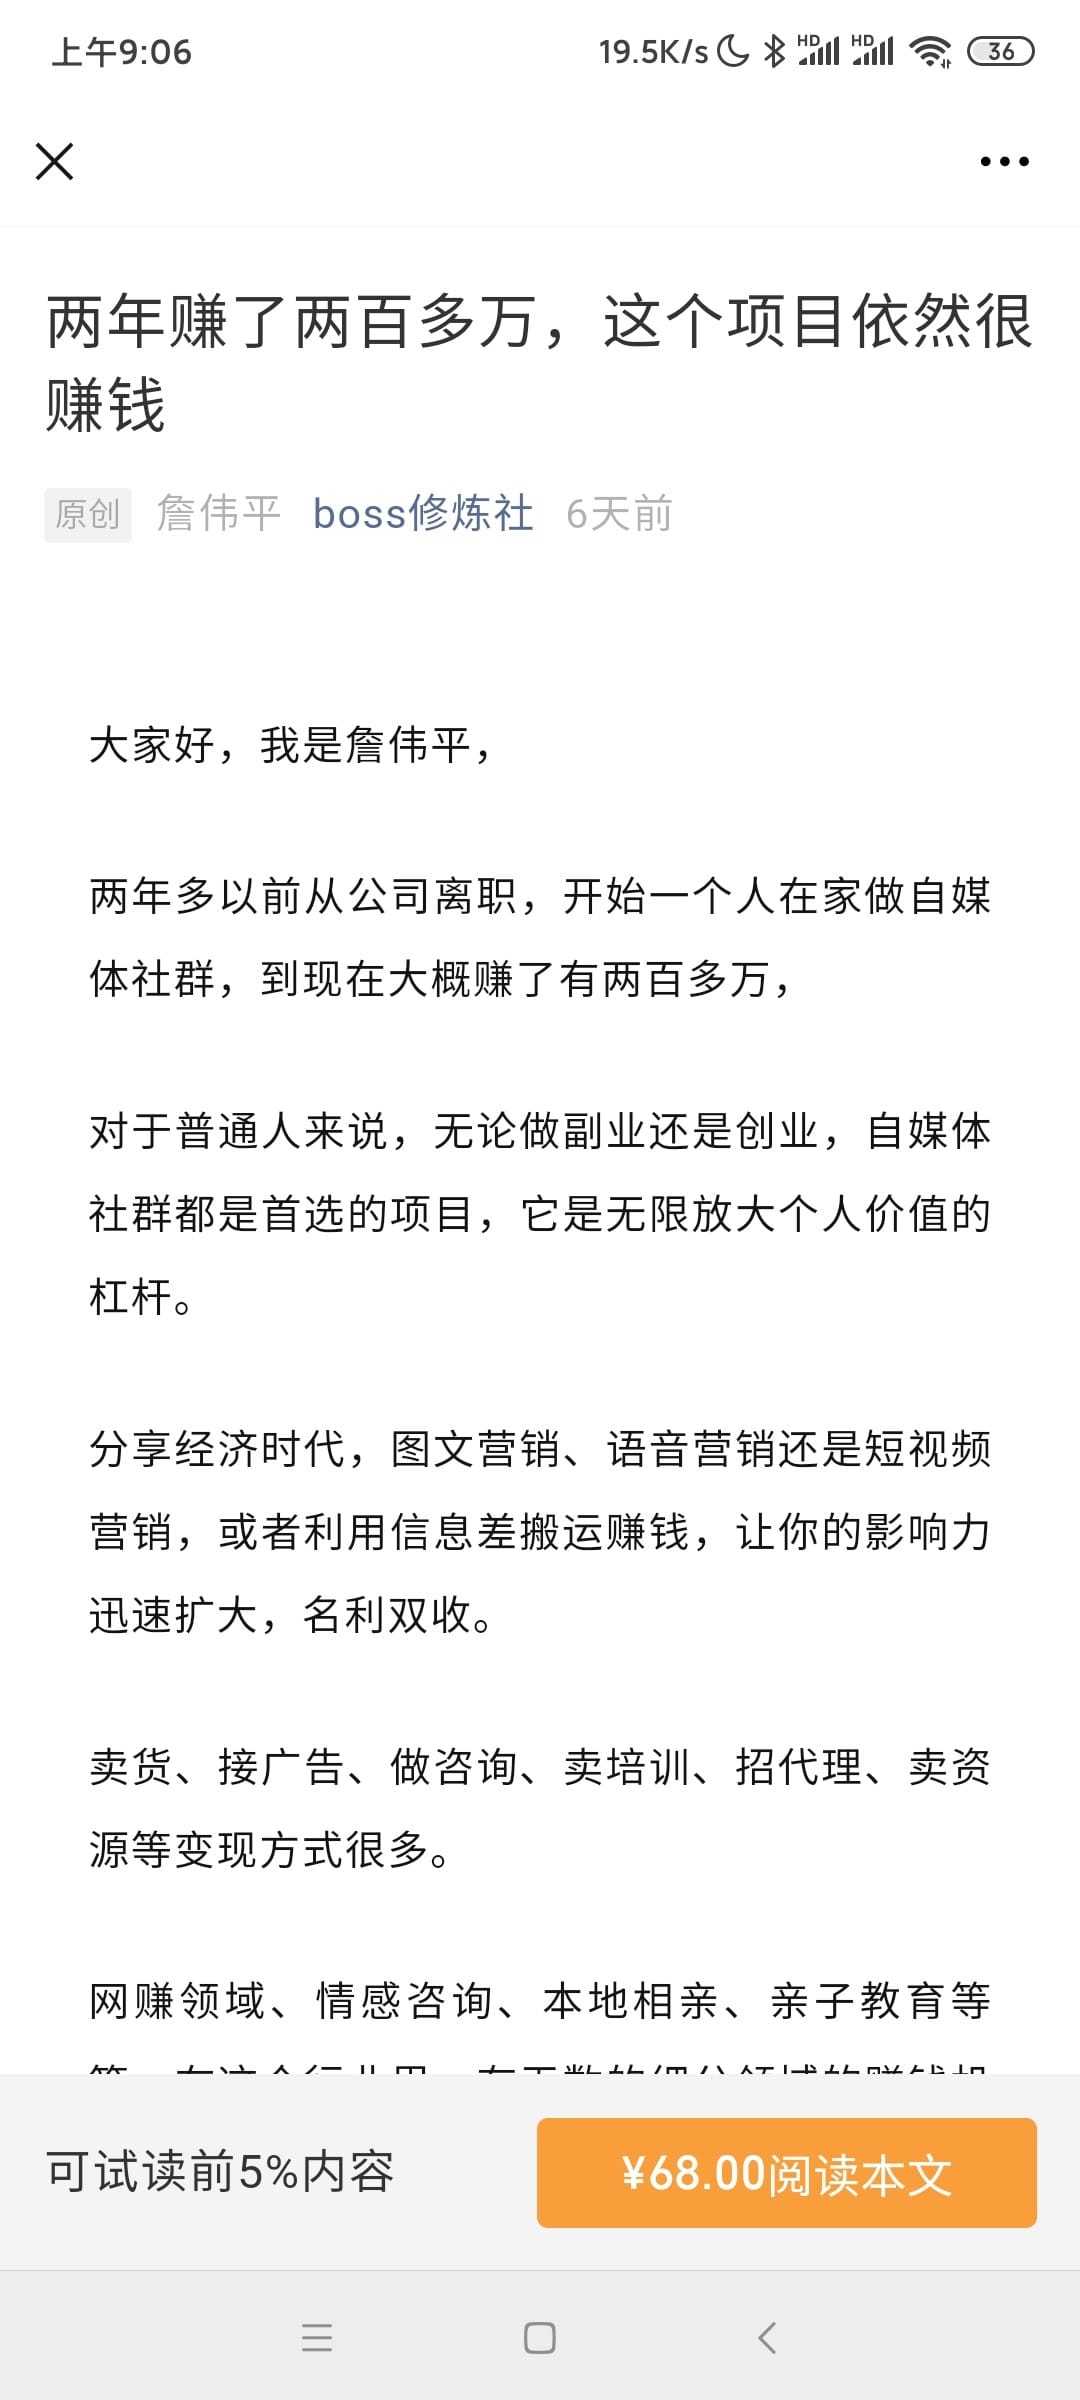 上午9:06
19.5K/s HD HD 36
两年赚了两百多万，这个项目依然很
赚钱
原创 詹伟平 boss修炼社 6天前
大家好，我是詹伟平，
两年多以前从公司离职，开始一个人在家做自媒
体社群，到现在大概赚了有两百多万，
对于普通人来说，无论做副业还是创业，自媒体
社群都是首选的项目，它是无限放大个人价值的
杠杆。
分享经济时代，图文营销、语音营销还是短视频
营销，或者利用信息差搬运赚钱，让你的影响力
迅速扩大，名利双收。
卖货、接广告、做咨询、卖培训、招代理、卖资
源等变现方式很多。
网赚领域、情感咨询、本地相亲、亲子教育等
可试读前5%内容
¥68.00阅读本文